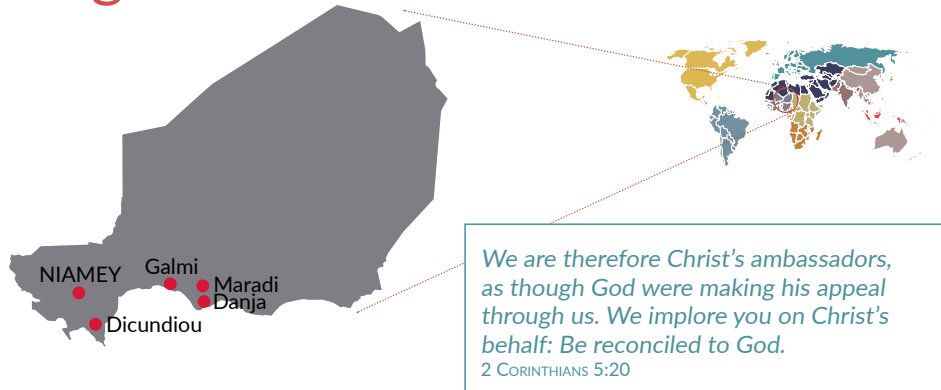 NIAMEY
Galmi
Maradi
Danja
Dicundiou
We are therefore Christ’s ambassadors,
as though God were making his appeal
through us. We implore you on Christ’s
behalf: Be reconciled to God.
2 Corinthians 5:20